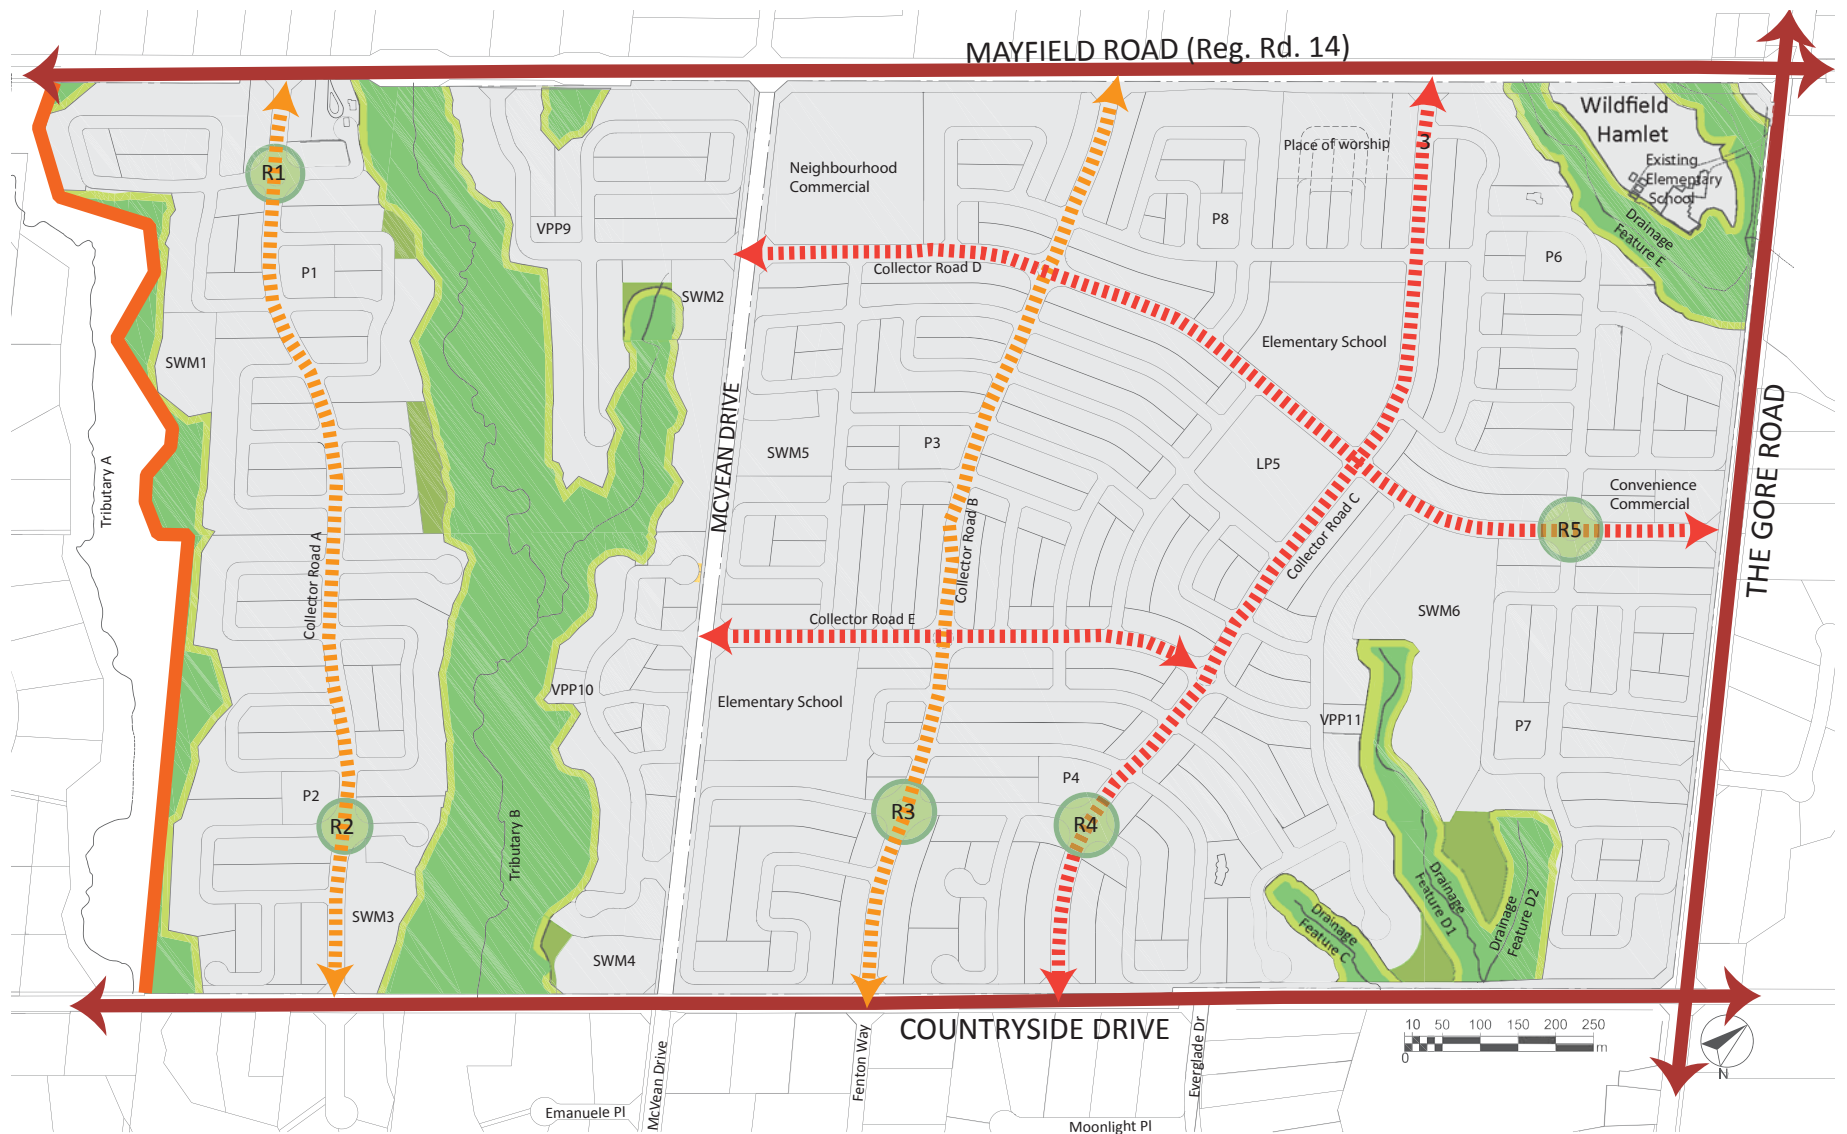 MAYFIELD ROAD (Reg. Rd. 14)
Wildfield
Hamlet
Existing
Elementary
School
Drainage
Feature E
Place of worship
3
R1
Neighbourhood
Commercial
P8
VPP9
P6
P1
Collector Road D
SWM2
SWM1
Elementary School
MCVEAN DRIVE
THE GORE ROAD
P3
SWM5
LP5
Tributary A
Convenience
Commercial
R5
Collector Road B
Collector Road C
Collector Road A
Collector Road E
SWM6
VPP10
Elementary School
VPP11
P7
P4
P2
R2
R3
R4
Tributary B
Drainage
Feature D1
Drainage
Feature D2
Drainage
Feature C
SWM3
SWM4
COUNTRYSIDE DRIVE
10 50 100 150 200 250
m
0
N
McVean Drive
Fenton Way
Everglade Dr
Emanuele Pl
Moonlight Pl